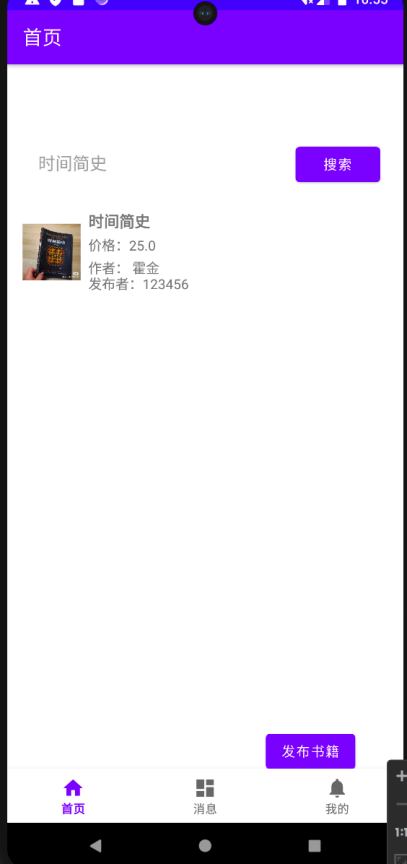 首页
时间简史
搜索
时间简史
价格：25.0
作者： 霍金
发布者：123456
发布书籍
首页
消息
我的